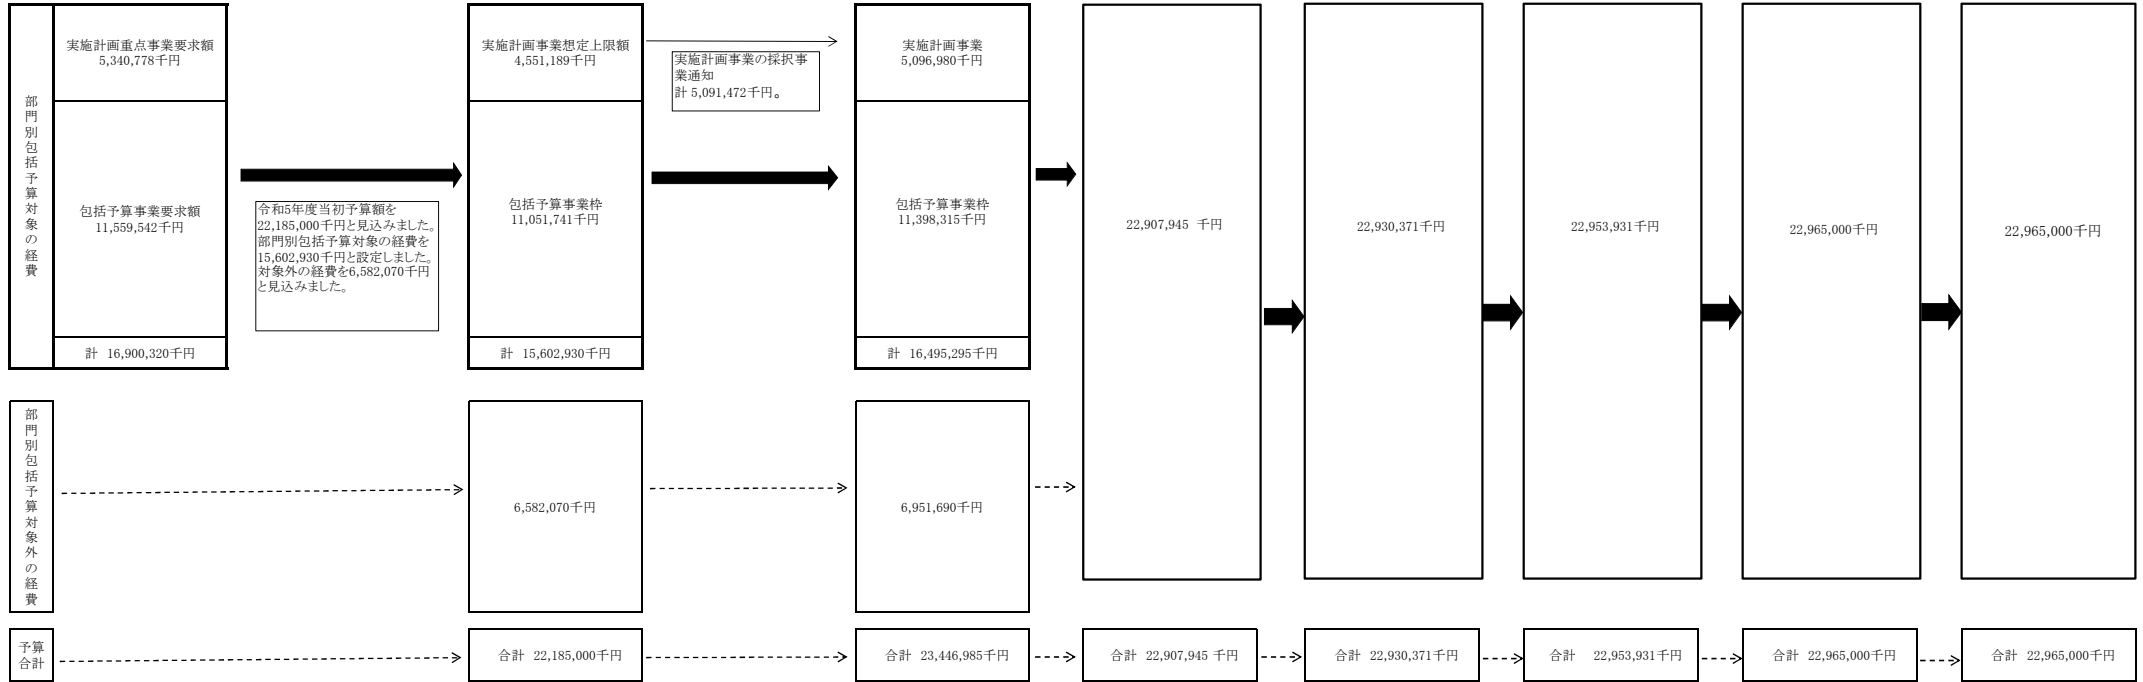 部門別包括予算対象の経費
実施計画重点事業要求額
5,340,778千円
包括予算事業要求額
11,559,542千円
計 16,900,320千円
令和5年度当初予算額を
22,185,000千円と見込みました。
部門別包括予算対象の経費を
15,602,930千円と設定しました。
対象外の経費を6,582,070千円
と見込みました。
実施計画事業想定上限額
4,551,189千円
包括予算事業枠
11,051,741千円
計 15,602,930千円
実施計画事業の採択事
業通知
計 5,091,472千円。
実施計画事業
5,096,980千円
包括予算事業枠
11,398,315千円
計 16,495,295千円
22,907,945 千円
22,930,371千円
22,953,931千円
22,965,000千円
22,965,000千円
部門別包括予算対象外の経費
6,582,070千円
6,951,690千円
予算
合計
合計 22,185,000千円
合計 23,446,985千円
合計 22,907,945 千円
合計 22,930,371千円
合計 22,953,931千円
合計 22,965,000千円
合計 22,965,000千円